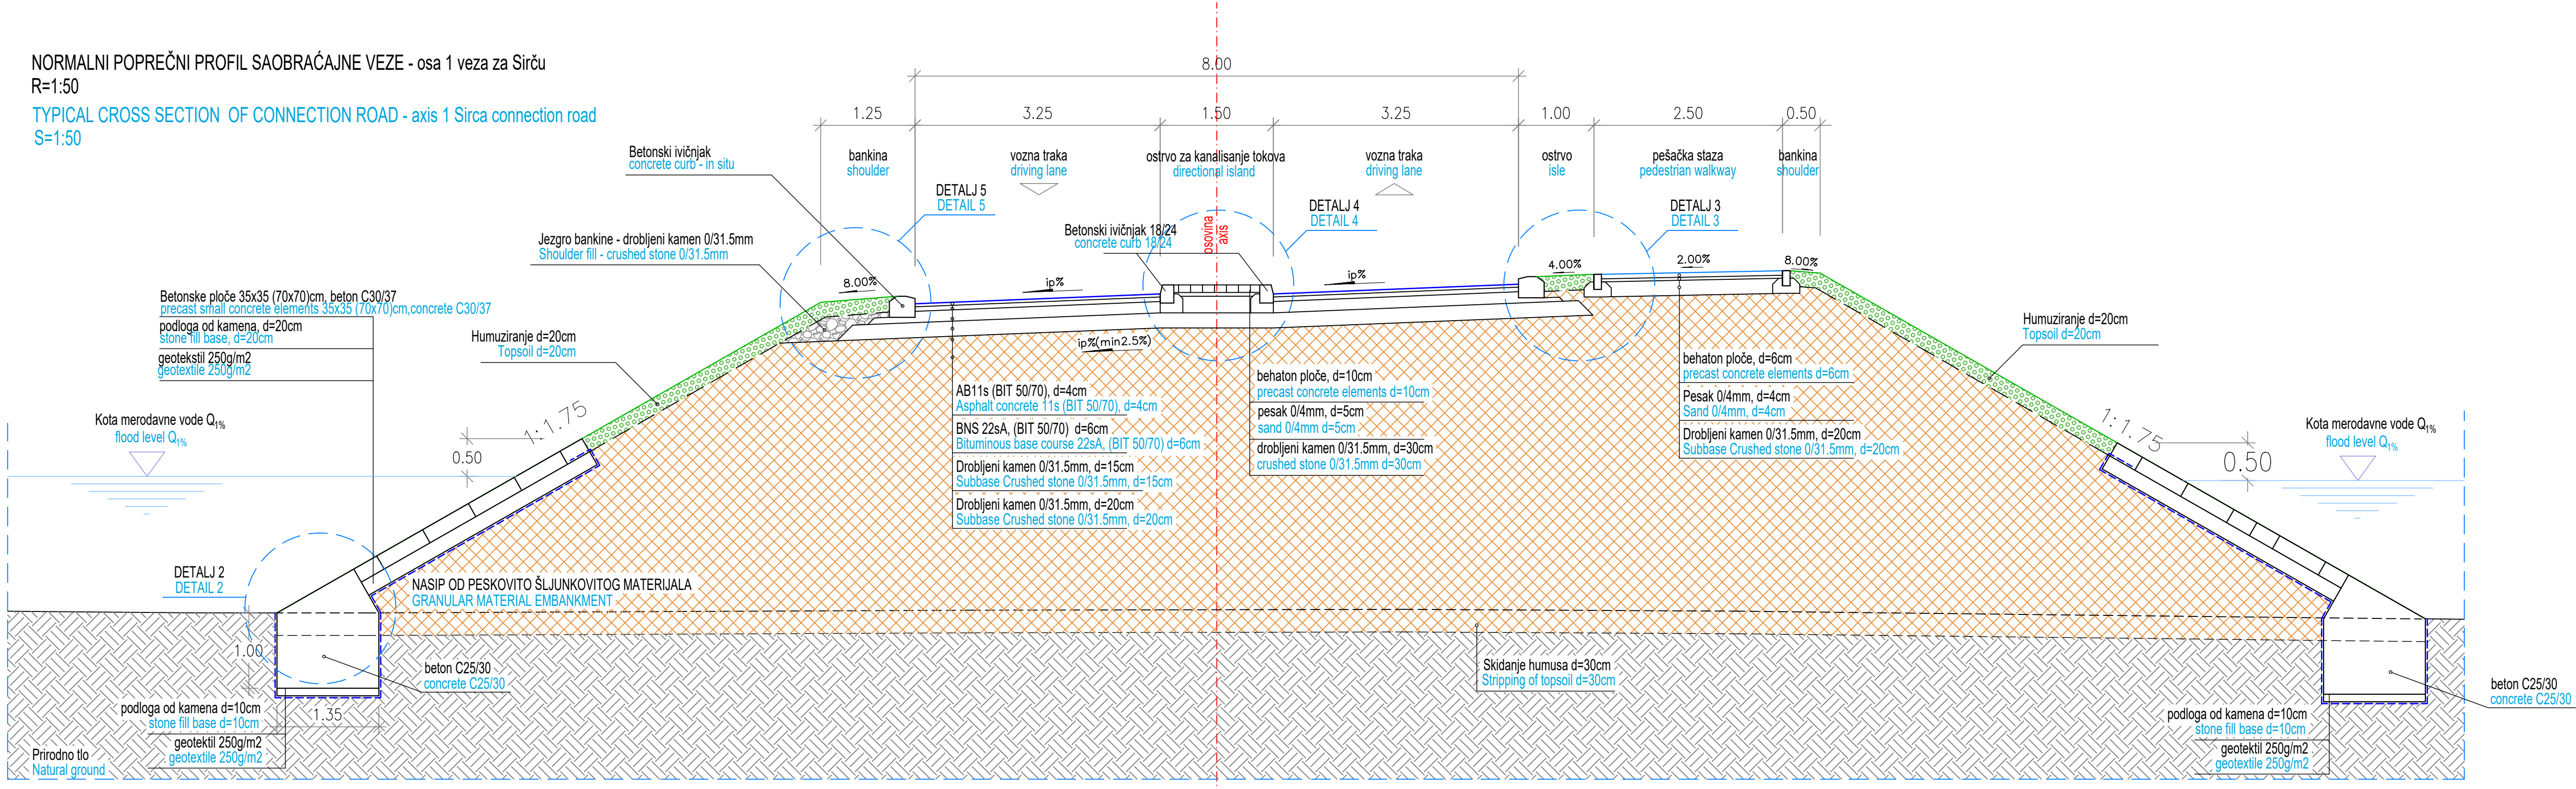 NORMALNI POPREČNI PROFIL SAOBRAĆAJNE VEZE - osa 1 veza za Sirču
R=1:50
TYPICAL CROSS SECTION OF CONNECTION ROAD - axis 1 Sirca connection road
S=1:50
8.00
1.25
3.25
1.50
3.25
1.00
2.50
0.50
bankina
shoulder
vozna traka
driving lane
ostrvo za kanalisanje tokova
directional island
vozna traka
driving lane
ostrvo
isle
pešačka staza
pedestrian walkway
bankina
shoulder
Betonski ivičnjak
concrete curb - in situ
DETALJ 5
DETAIL 5
DETALJ 4
DETAIL 4
DETALJ 3
DETAIL 3
osovina
axis
Betonski ivičnjak 18/24
concrete curb 18/24
Jezgro bankine - drobljeni kamen 0/31.5mm
Shoulder fill - crushed stone 0/31.5mm
8.00%
ip%
ip%
4.00%
2.00%
8.00%
ip%(min2.5%)
Betonske ploče 35x35 (70x70)cm, beton C30/37
precast small concrete elements 35x35 (70x70)cm,concrete C30/37
podloga od kamena, d=20cm
stone fill base, d=20cm
geotekstil 250g/m2
geotextile 250g/m2
Humuziranje d=20cm
Topsoil d=20cm
Humuziranje d=20cm
Topsoil d=20cm
AB11s (BIT 50/70), d=4cm
Asphalt concrete 11s (BIT 50/70), d=4cm
BNS 22sA, (BIT 50/70) d=6cm
Bituminous base course 22sA, (BIT 50/70) d=6cm
Drobljeni kamen 0/31.5mm, d=15cm
Subbase Crushed stone 0/31.5mm, d=15cm
Drobljeni kamen 0/31.5mm, d=20cm
Subbase Crushed stone 0/31.5mm, d=20cm
behaton ploče, d=10cm
precast concrete elements d=10cm
pesak 0/4mm, d=5cm
sand 0/4mm d=5cm
drobljeni kamen 0/31.5mm, d=30cm
crushed stone 0/31.5mm d=30cm
behaton ploče, d=6cm
precast concrete elements d=6cm
Pesak 0/4mm, d=4cm
Sand 0/4mm, d=4cm
Drobljeni kamen 0/31.5mm, d=20cm
Subbase Crushed stone 0/31.5mm, d=20cm
Kota merodavne vode Q1%
flood level Q1%
0.50
1:1.75
1:1.75
0.50
Kota merodavne vode Q1%
flood level Q1%
DETALJ 2
DETAIL 2
NASIP OD PESKOVITO ŠLJUNKOVITOG MATERIJALA
GRANULAR MATERIAL EMBANKMENT
1.00
beton C25/30
concrete C25/30
1.35
podloga od kamena d=10cm
stone fill base d=10cm
geotektil 250g/m2
geotextile 250g/m2
Prirodno tlo
Natural ground
Skidanje humusa d=30cm
Stripping of topsoil d=30cm
beton C25/30
concrete C25/30
podloga od kamena d=10cm
stone fill base d=10cm
geotektil 250g/m2
geotextile 250g/m2